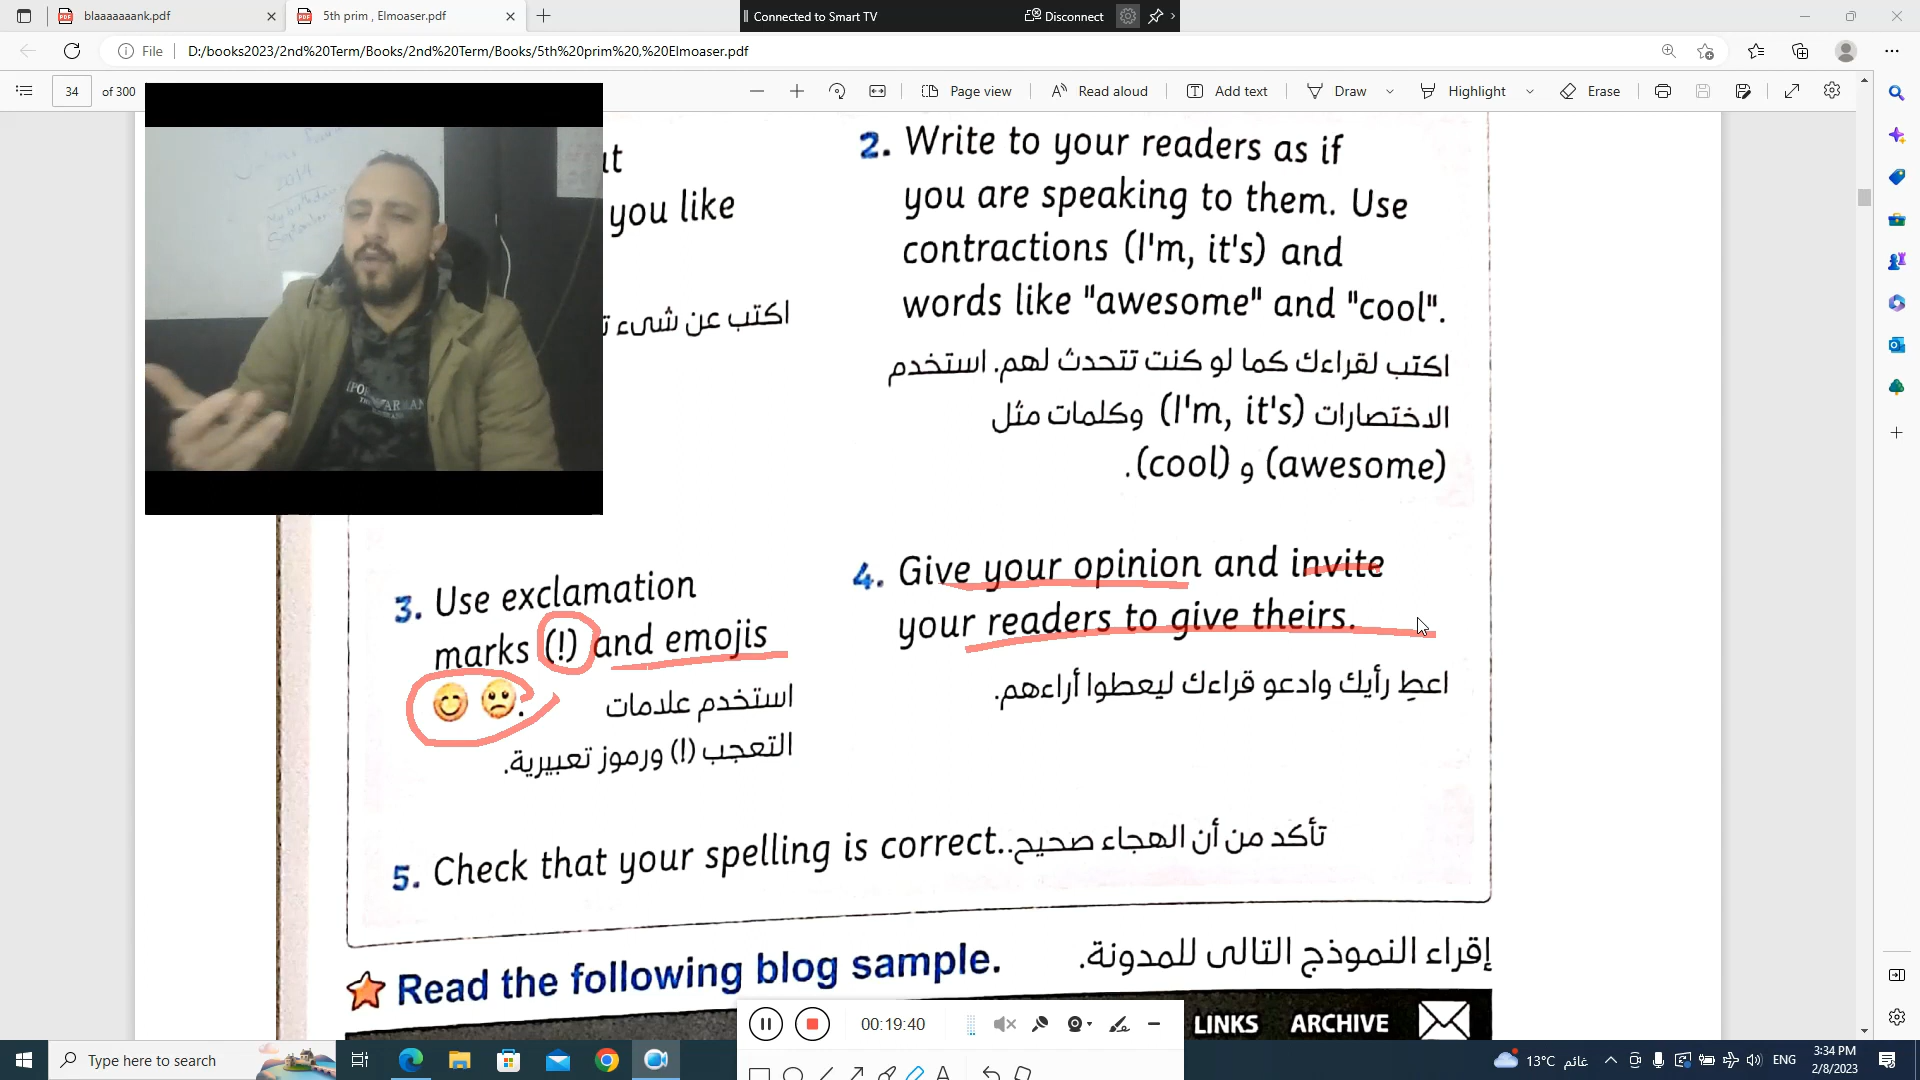 blaaaaaaank.pdf
5th prim , Elmoaser.pdf
Connected to Smart TV
Disconnect
File
D:/books2023/2nd%20Term/Books/2nd%20Term/Books/5th%20prim%20,%20Elmoaser.pdf
34
of 300
Page view
Read aloud
Add text
Draw
Highlight
Erase
you like
اكتب عن شىء
2. Write to your readers as if
you are speaking to them. Use
contractions (I'm, it's) and
words like "awesome" and "cool".
اكتب لقراءك كما لو كنت تتحدث لهم. استخدم
الاختصارات (I'm, it's) وكلمات مثل
(awesome) و (cool).
3. Use exclamation
marks (!) and emojis
😊 🙁.
استخدم علامات
التعجب (!) ورموز تعبيرية.
4. Give your opinion and invite
your readers to give theirs.
اعطِ رأيك وادعو قراءك ليعطوا أراءهم.
5. Check that your spelling is correct..تأكد من أن الهجاء صحيح
Read the following blog sample.
إقراء النموذج التالى للمدونة.
LINKS
ARCHIVE
00:19:40
Type here to search
13°C غائم
ENG
3:34 PM
2/8/2023